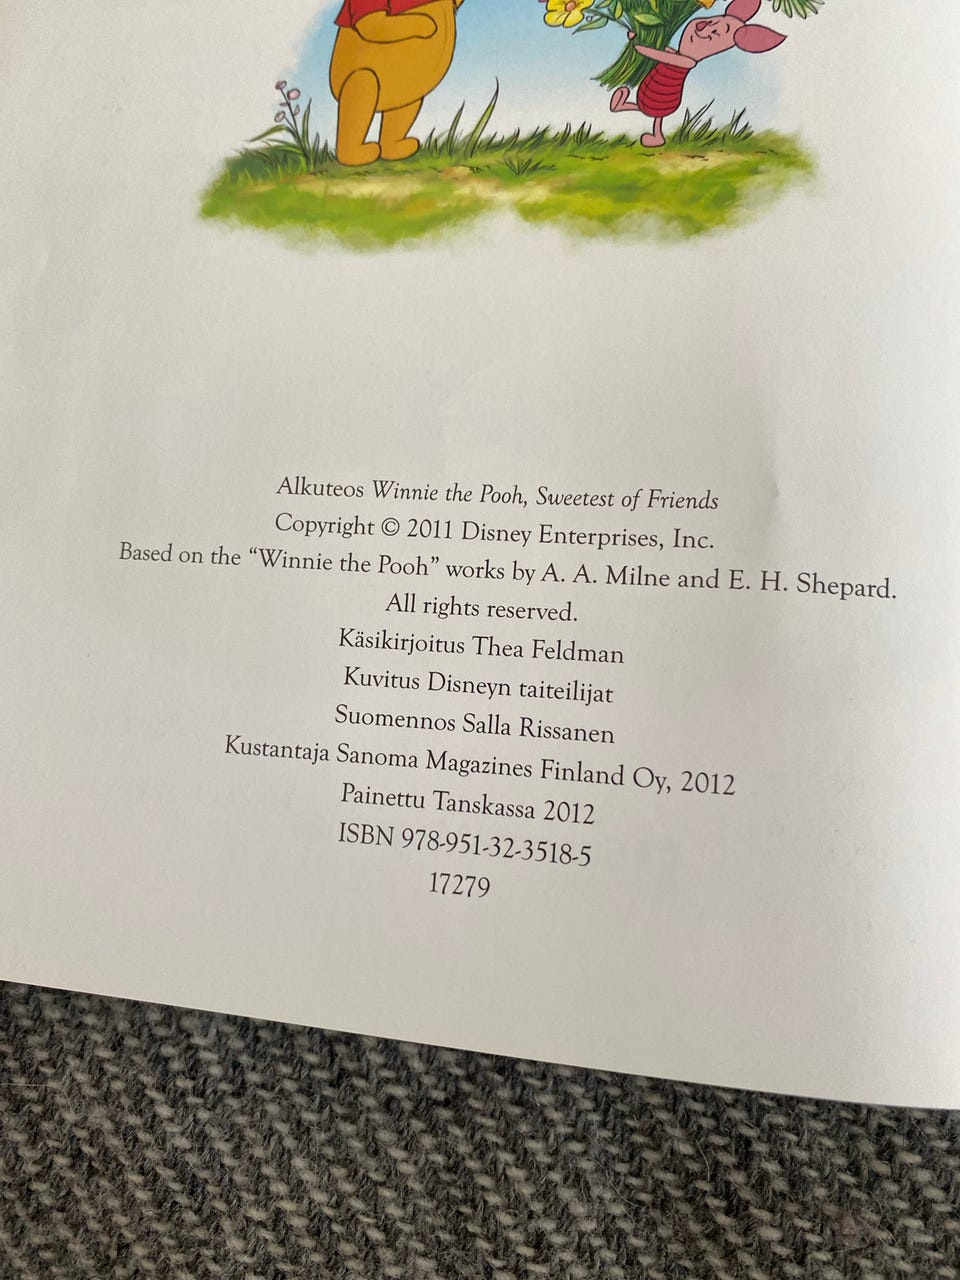 Alkuteos Winnie the Pooh, Sweetest of Friends
Copyright © 2011 Disney Enterprises, Inc.
Based on the “Winnie the Pooh” works by A. A. Milne and E. H. Shepard.
All rights reserved.
Käsikirjoitus Thea Feldman
Kuvitus Disneyn taiteilijat
Suomennos Salla Rissanen
Kustantaja Sanoma Magazines Finland Oy, 2012
Painettu Tanskassa 2012
ISBN 978-951-32-3518-5
17279